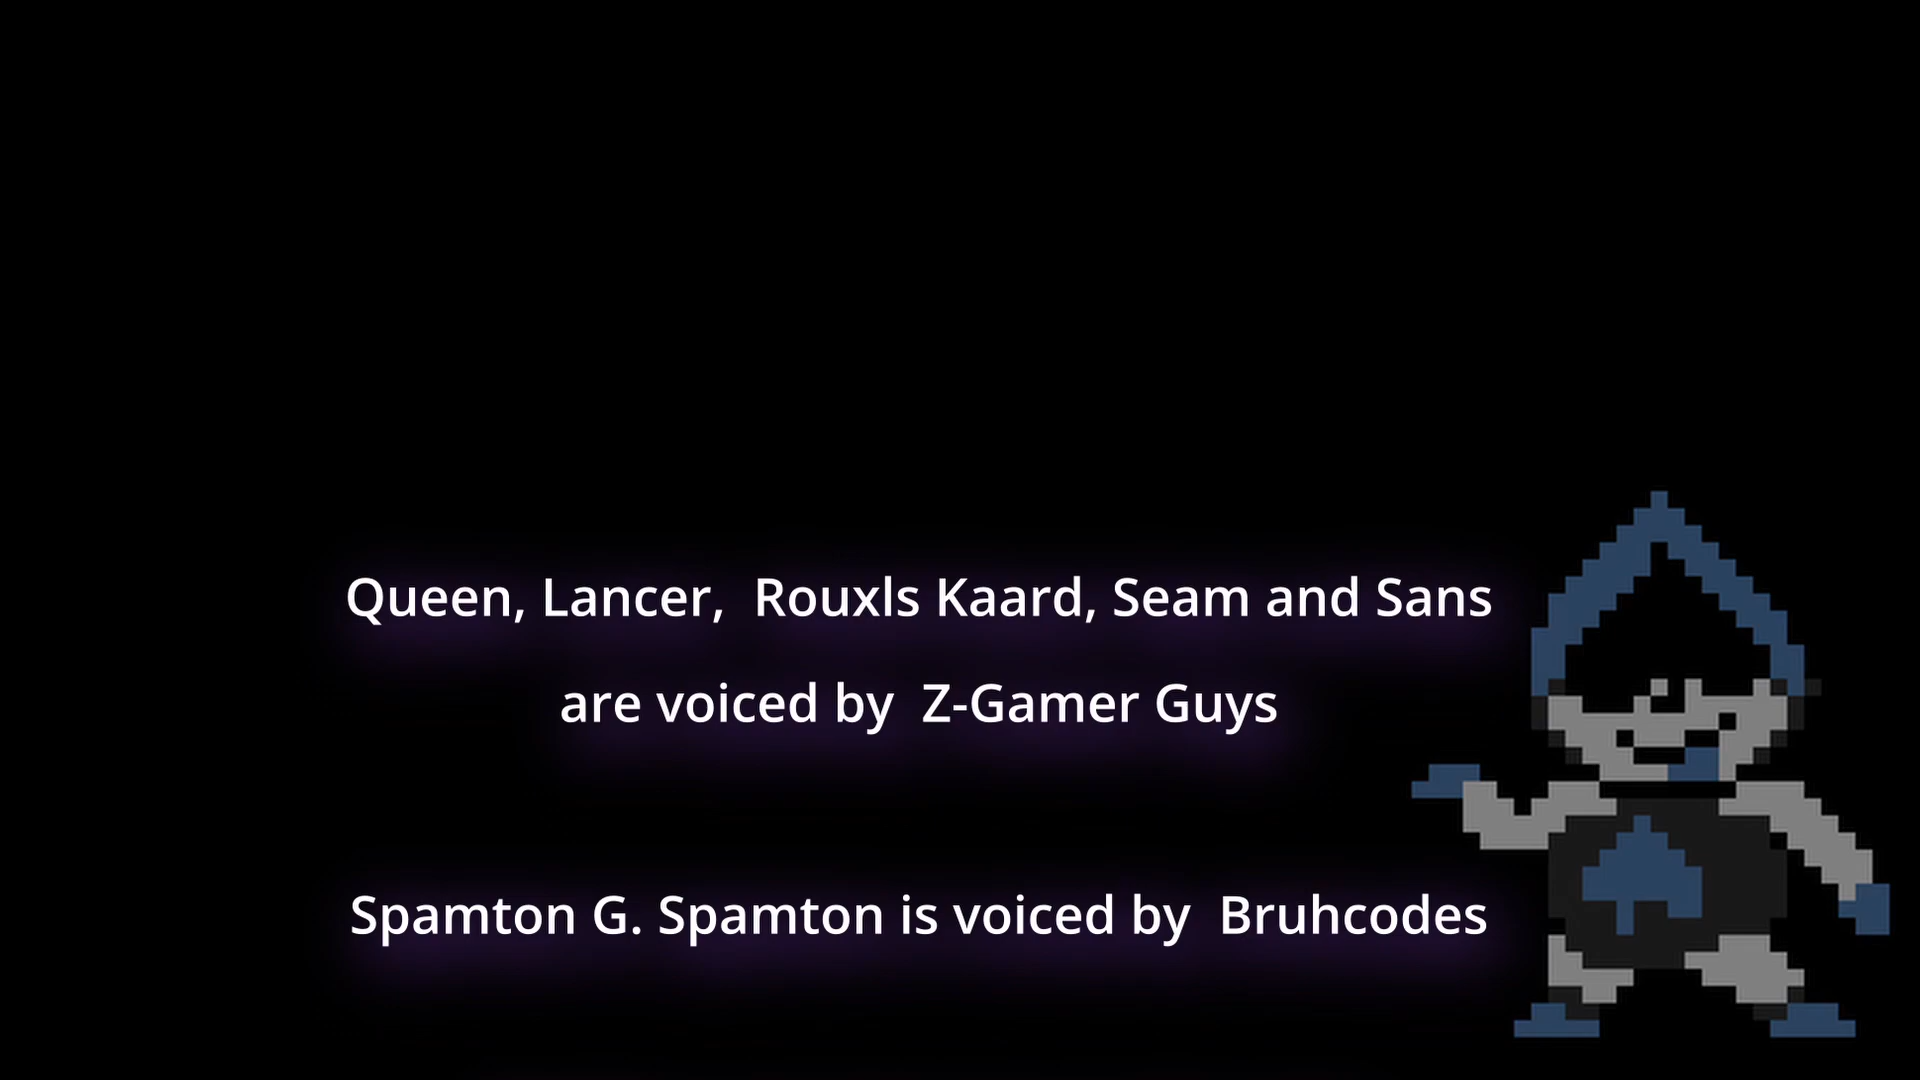 Queen, Lancer,  Rouxls Kaard, Seam and Sans
are voiced by  Z-Gamer Guys
Spamton G. Spamton is voiced by  Bruhcodes